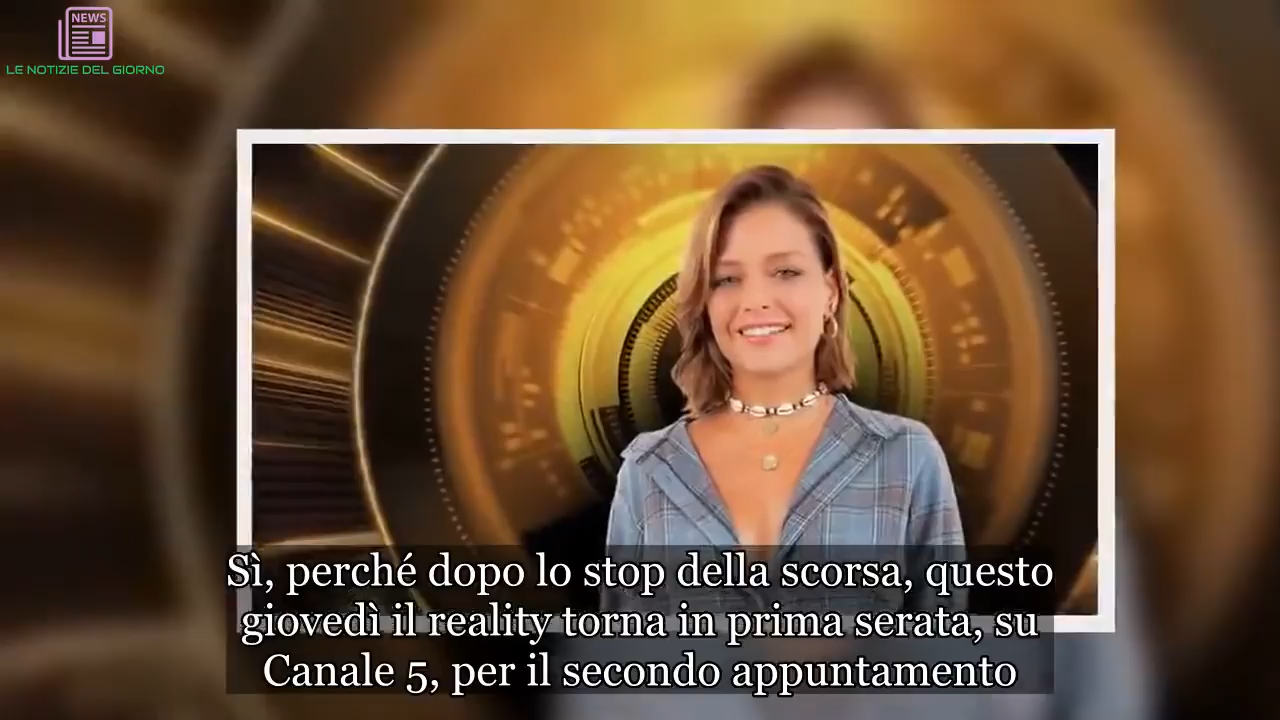 NEWS
LE NOTIZIE DEL GIORNO
Sì, perché dopo lo stop della scorsa, questo
giovedì il reality torna in prima serata, su
Canale 5, per il secondo appuntamento